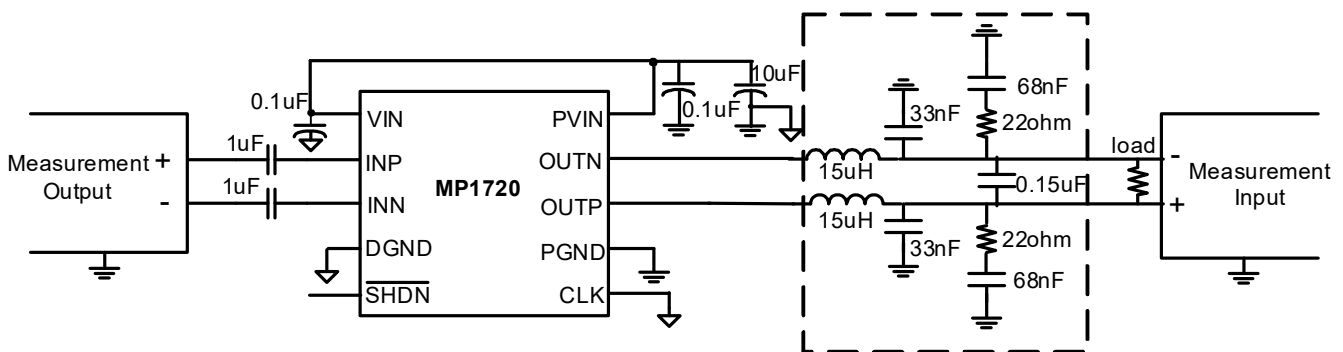 0.1uF
10uF
0.1uF
33nF
68nF
22ohm
Measurement
Output
+
-
1uF
1uF
VIN
INP
INN
DGND
SHDN
MP1720
PVIN
OUTN
OUTP
PGND
CLK
15uH
15uH
0.15uF
33nF
22ohm
68nF
load
-
+
Measurement
Input